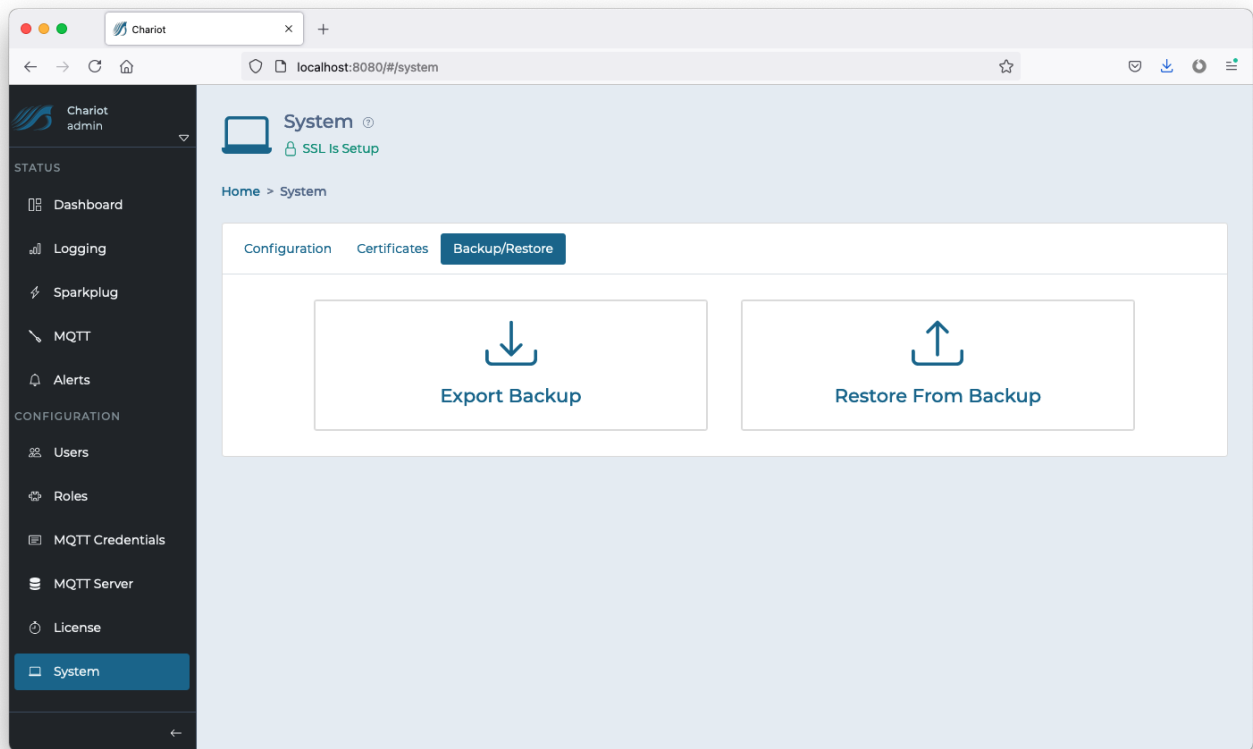 Chariot
localhost:8080/#/system
Chariot
admin
STATUS
Dashboard
Logging
Sparkplug
MQTT
Alerts
CONFIGURATION
Users
Roles
MQTT Credentials
MQTT Server
License
System
System
SSL Is Setup
Home > System
Configuration Certificates Backup/Restore
Export Backup
Restore From Backup